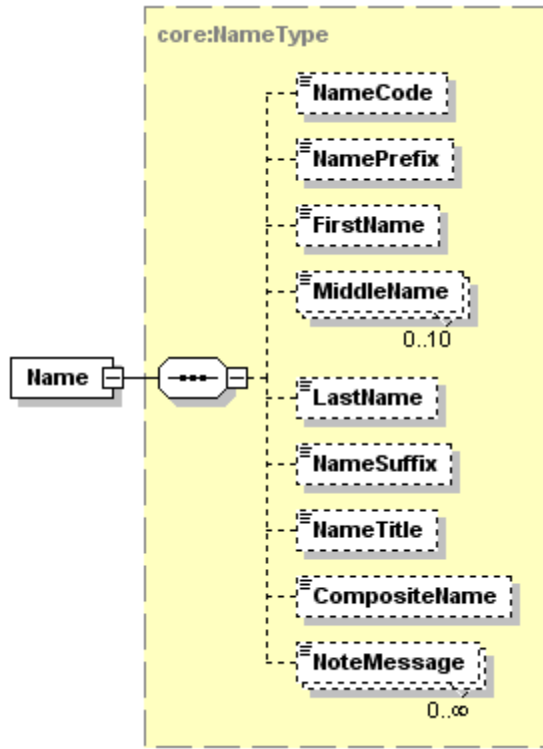 core:NameType
NameCode
NamePrefix
FirstName
MiddleName
0..10
Name
LastName
NameSuffix
NameTitle
CompositeName
NoteMessage
0..∞